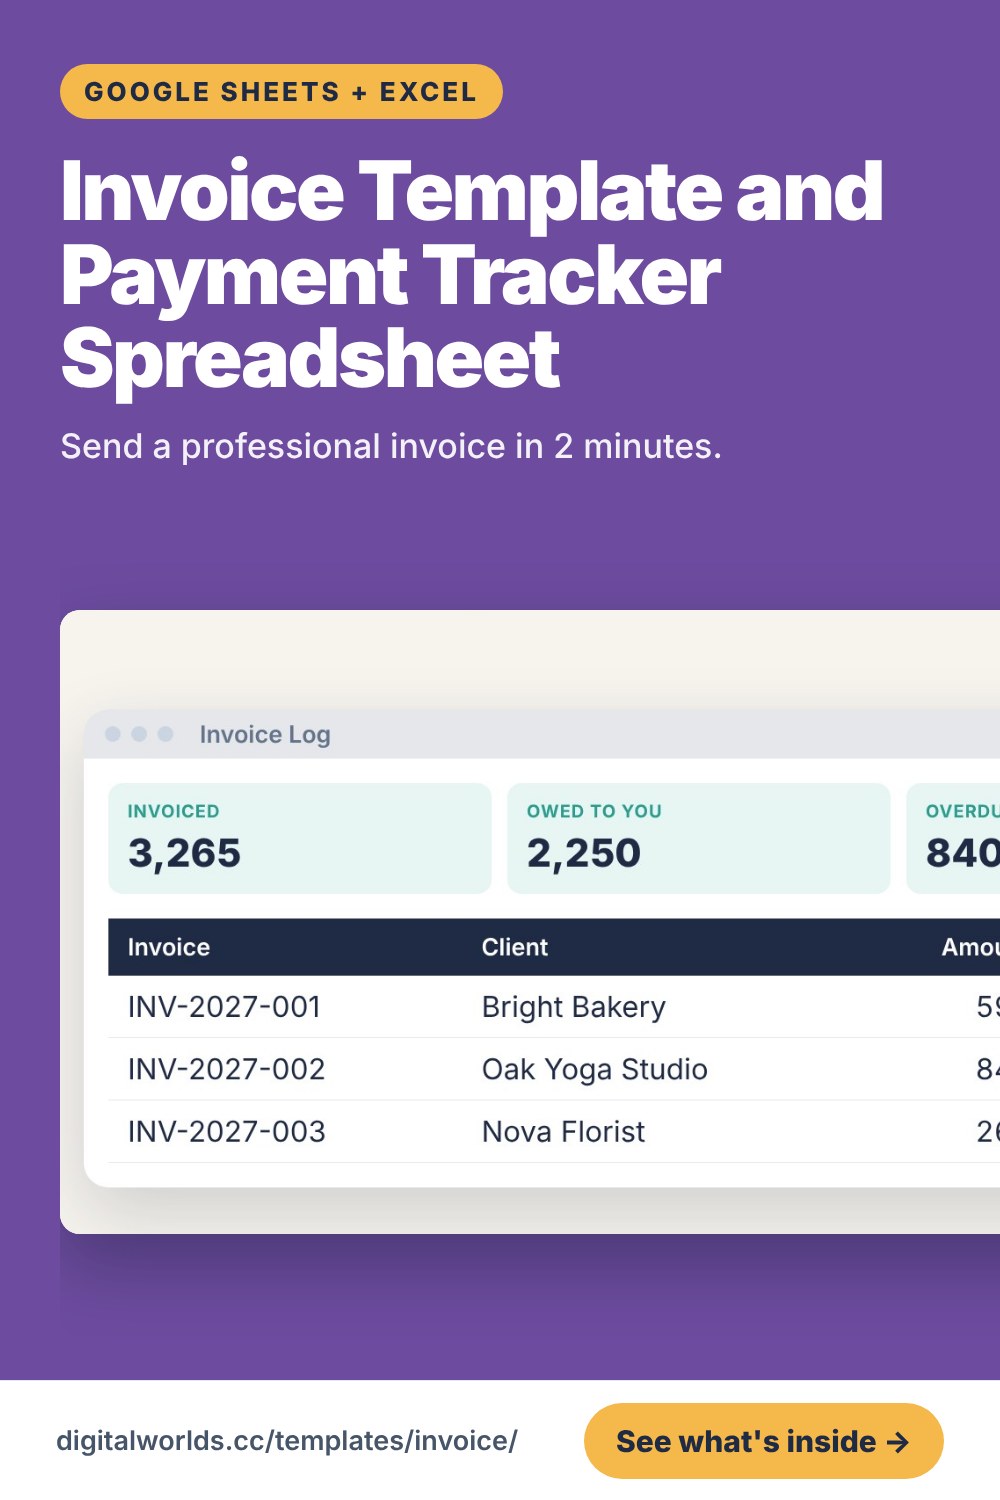 GOOGLE SHEETS + EXCEL
Invoice Template and
Payment Tracker
Spreadsheet
Send a professional invoice in 2 minutes.
Invoice Log
INVOICED
OWED TO YOU
3,265
2,250
840
Invoice Client
INV-2027-001 Bright Bakery
INV-2027-002 Oak Yoga Studio
INV-2027-003 Nova Florist
digitalworlds.cc/templates/invoice/
See what's inside →